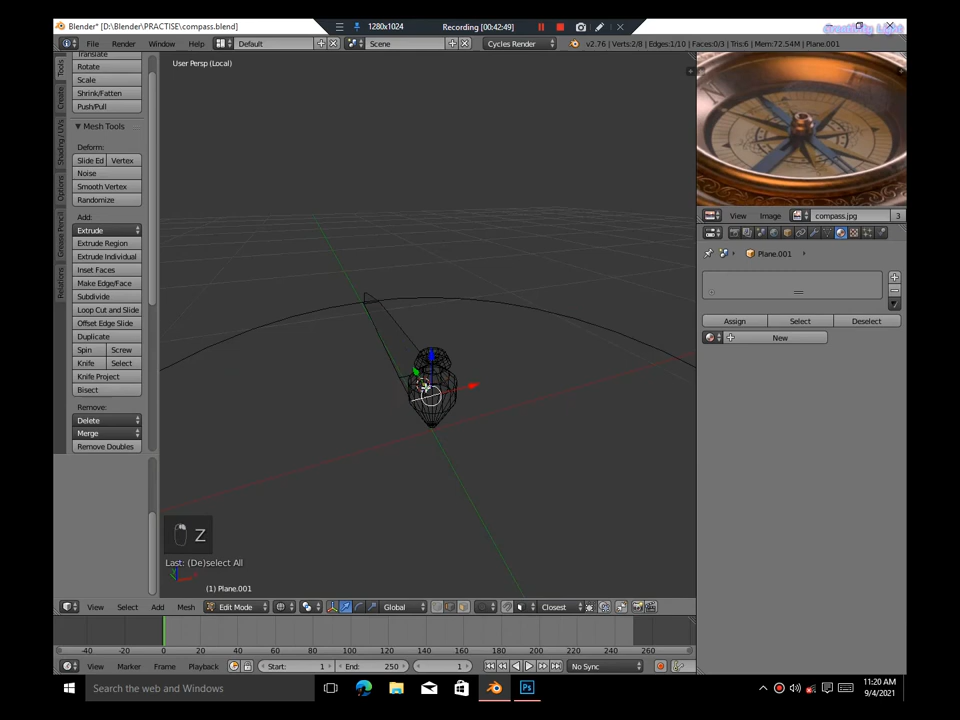 Blender* [D:\Blender\PRACTISE\compass.blend]
1280x1024
Recording [00:42:49]
Creativity Light
File
Render
Window
Help
Default
Scene
Cycles Render
v2.76 | Verts:2/8 | Edges:1/10 | Faces:0/3 | Tris:6 | Mem:72.54M | Plane.001
Tools
Create
Shading / UVs
Options
Grease Pencil
Relations
Translate
Rotate
Scale
Shrink/Fatten
Push/Pull
Mesh Tools
Deform:
Slide Ed
Vertex
Noise
Smooth Vertex
Randomize
Add:
Extrude
Extrude Region
Extrude Individual
Inset Faces
Make Edge/Face
Subdivide
Loop Cut and Slide
Offset Edge Slide
Duplicate
Spin
Screw
Knife
Select
Knife Project
Bisect
Remove:
Delete
Merge
Remove Doubles
User Persp (Local)
Z
Last: (De)select All
(1) Plane.001
View
Image
compass.jpg
3
Plane.001
Assign
Select
Deselect
New
View
Select
Add
Mesh
Edit Mode
Global
Closest
-40
-20
0
20
40
60
80
100
120
140
160
180
200
220
240
260
View
Marker
Frame
Playback
Start: 1
End: 250
1
No Sync
Search the web and Windows
11:20 AM
9/4/2021